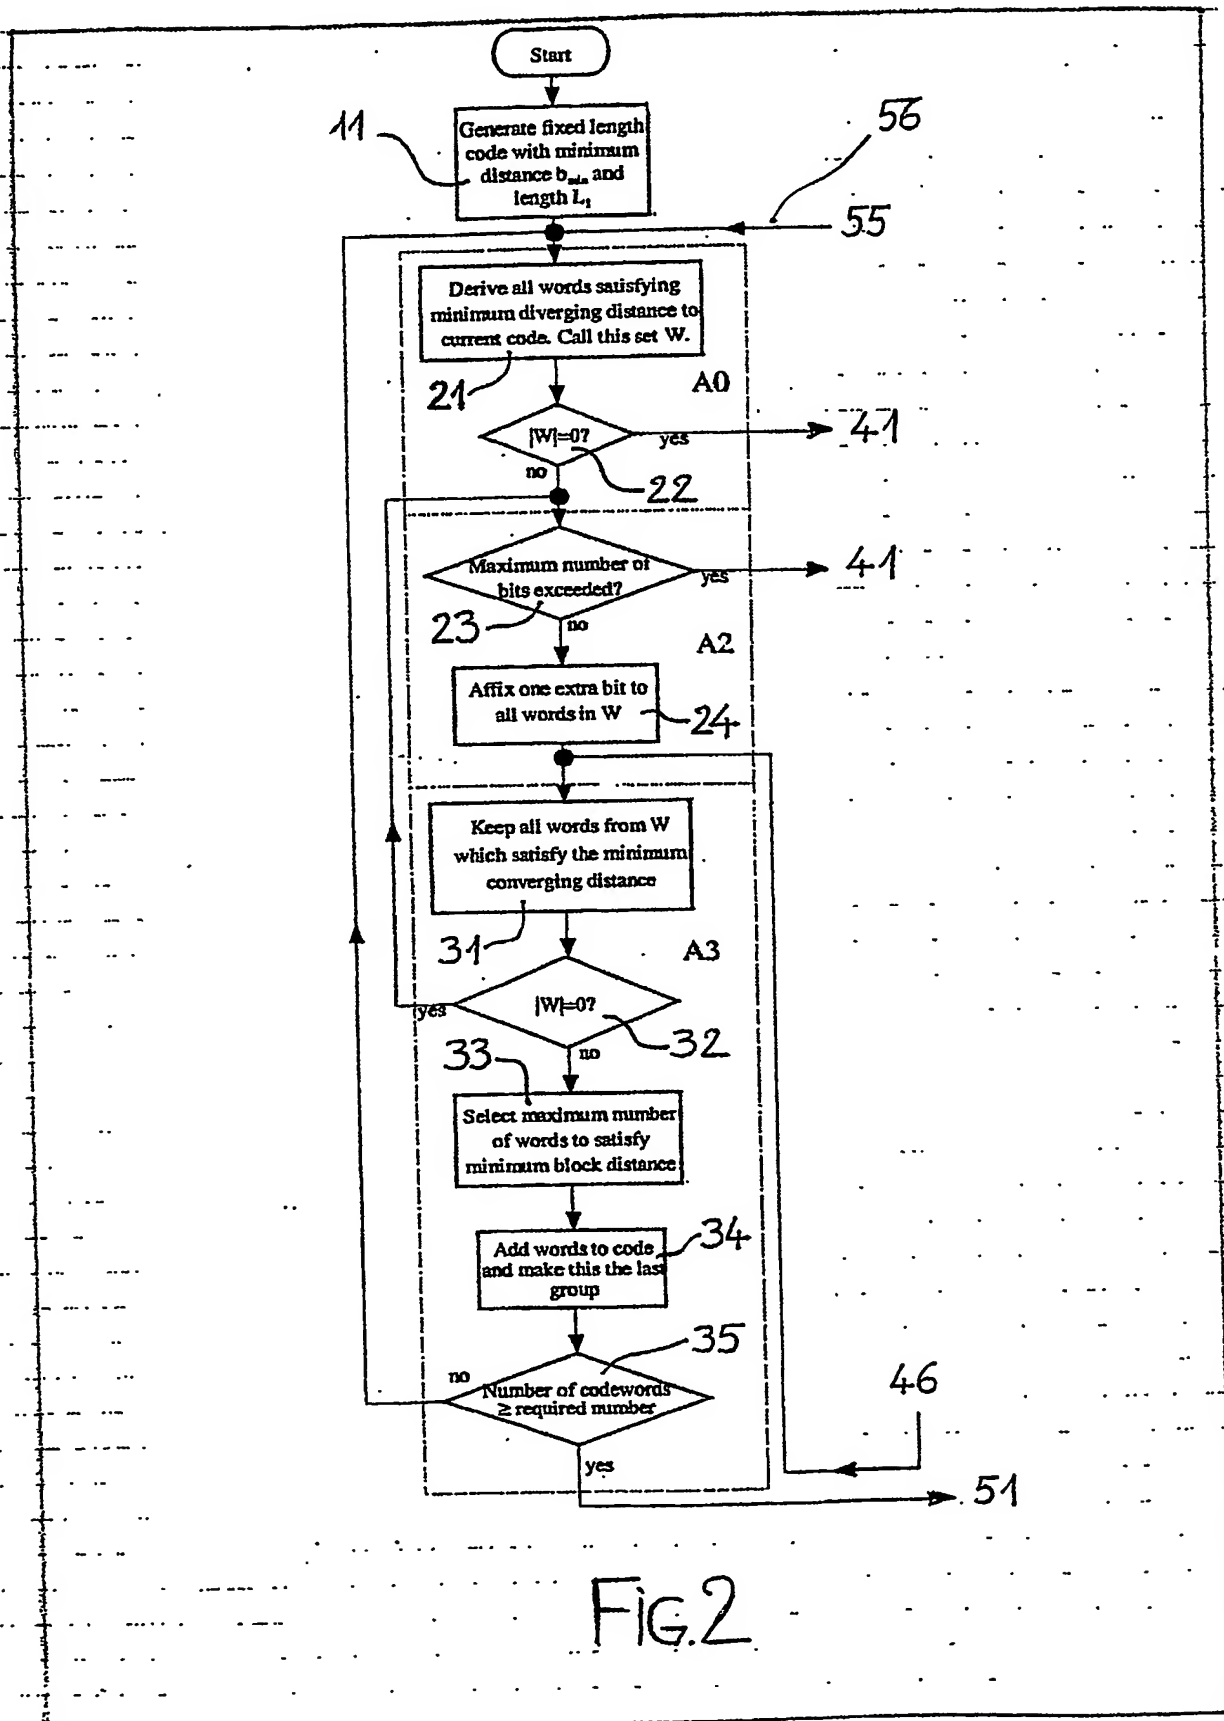 Start
11
Generate fixed length
code with minimum
distance bmin and
length L1
56
55
Derive all words satisfying
minimum diverging distance to
current code. Call this set W.
21
A0
|W|=0?
yes
41
no
22
Maximum number of
bits exceeded?
yes
41
23
no
A2
Affix one extra bit to
all words in W
24
Keep all words from W
which satisfy the minimum
converging distance
31
A3
|W|=0?
yes
32
no
33
Select maximum number
of words to satisfy
minimum block distance
34
Add words to code
and make this the last
group
35
no
Number of codewords
≥ required number
46
yes
51
FiG.2